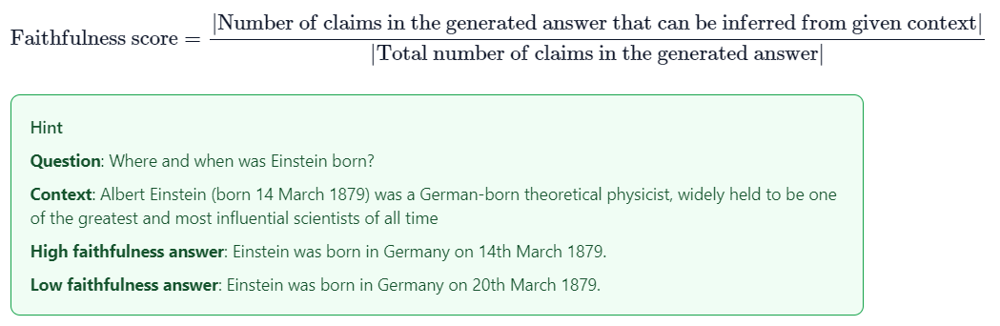 Faithfulness score = |Number of claims in the generated answer that can be inferred from given context| / |Total number of claims in the generated answer|
Hint
Question: Where and when was Einstein born?
Context: Albert Einstein (born 14 March 1879) was a German-born theoretical physicist, widely held to be one
of the greatest and most influential scientists of all time
High faithfulness answer: Einstein was born in Germany on 14th March 1879.
Low faithfulness answer: Einstein was born in Germany on 20th March 1879.